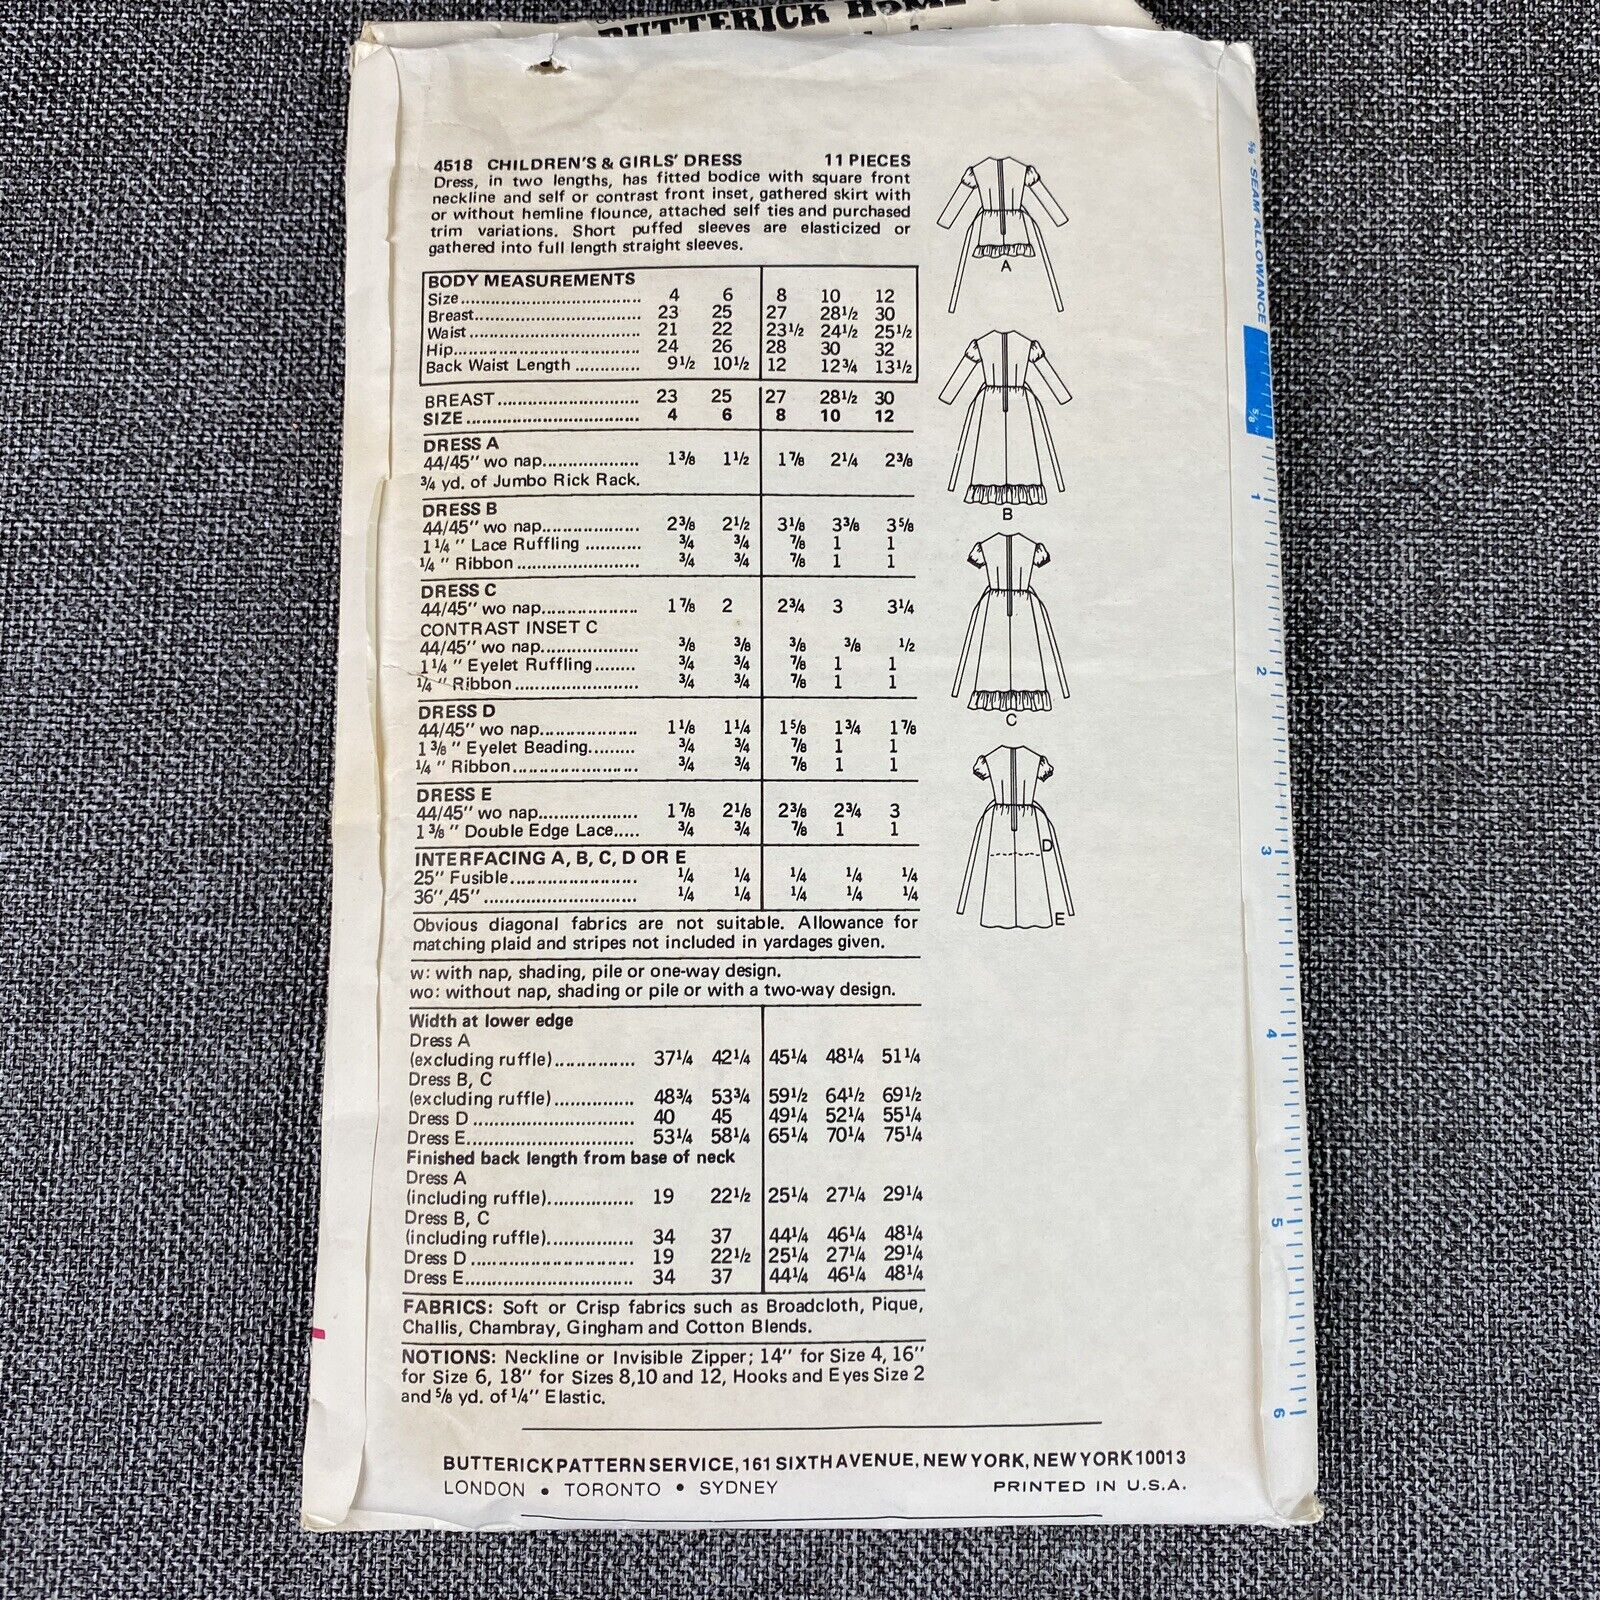 BUTTERICK HOME
4518 CHILDREN'S & GIRLS' DRESS 11 PIECES
Dress, in two lengths, has fitted bodice with square front
neckline and self or contrast front inset, gathered skirt with
or without hemline flounce, attached self ties and purchased
trim variations. Short puffed sleeves are elasticized or
gathered into full length straight sleeves.
BODY MEASUREMENTS
Size 4 6 8 10 12
Breast 23 25 27 28½ 30
Waist 21 22 23½ 24½ 25½
Hip 24 26 28 30 32
Back Waist Length 9½ 10½ 12 12¾ 13½
BREAST 23 25 27 28½ 30
SIZE 4 6 8 10 12
DRESS A
44/45" wo nap 1⅜ 1½ 1⅞ 2¼ 2⅜
¾ yd. of Jumbo Rick Rack.
DRESS B
44/45" wo nap 2⅜ 2½ 3⅛ 3⅜ 3⅝
1¼" Lace Ruffling ¾ ¾ ⅞ 1 1
¼" Ribbon ¾ ¾ ⅞ 1 1
DRESS C
44/45" wo nap 1⅞ 2 2¾ 3 3¼
CONTRAST INSET C
44/45" wo nap ⅜ ⅜ ⅜ ⅜ ½
1¼" Eyelet Ruffling ¾ ¾ ⅞ 1 1
¼" Ribbon ¾ ¾ ⅞ 1 1
DRESS D
44/45" wo nap 1⅛ 1¼ 1⅝ 1¾ 1⅞
1⅜" Eyelet Beading ¾ ¾ ⅞ 1 1
¼" Ribbon ¾ ¾ ⅞ 1 1
DRESS E
44/45" wo nap 1⅞ 2⅛ 2⅜ 2¾ 3
1⅜" Double Edge Lace ¾ ¾ ⅞ 1 1
INTERFACING A, B, C, D OR E
25" Fusible ¼ ¼ ¼ ¼ ¼
36",45" ¼ ¼ ¼ ¼ ¼
Obvious diagonal fabrics are not suitable. Allowance for
matching plaid and stripes not included in yardages given.
w: with nap, shading, pile or one-way design.
wo: without nap, shading or pile or with a two-way design.
Width at lower edge
Dress A
(excluding ruffle) 37¼ 42¼ 45¼ 48¼ 51¼
Dress B, C
(excluding ruffle) 48¾ 53¾ 59½ 64½ 69½
Dress D 40 45 49¼ 52¼ 55¼
Dress E 53¼ 58¼ 65¼ 70¼ 75¼
Finished back length from base of neck
Dress A
(including ruffle) 19 22½ 25¼ 27¼ 29¼
Dress B, C
(including ruffle) 34 37 44¼ 46¼ 48¼
Dress D 19 22½ 25¼ 27¼ 29¼
Dress E 34 37 44¼ 46¼ 48¼
FABRICS: Soft or Crisp fabrics such as Broadcloth, Pique,
Challis, Chambray, Gingham and Cotton Blends.
NOTIONS: Neckline or Invisible Zipper; 14" for Size 4, 16"
for Size 6, 18" for Sizes 8,10 and 12, Hooks and Eyes Size 2
and ⅝ yd. of ¼" Elastic.
BUTTERICK PATTERN SERVICE, 161 SIXTH AVENUE, NEW YORK, NEW YORK 10013
LONDON • TORONTO • SYDNEY PRINTED IN U.S.A.
A
B
C
D
E
⅝" SEAM ALLOWANCE
⅝"
1
2
3
4
5
6